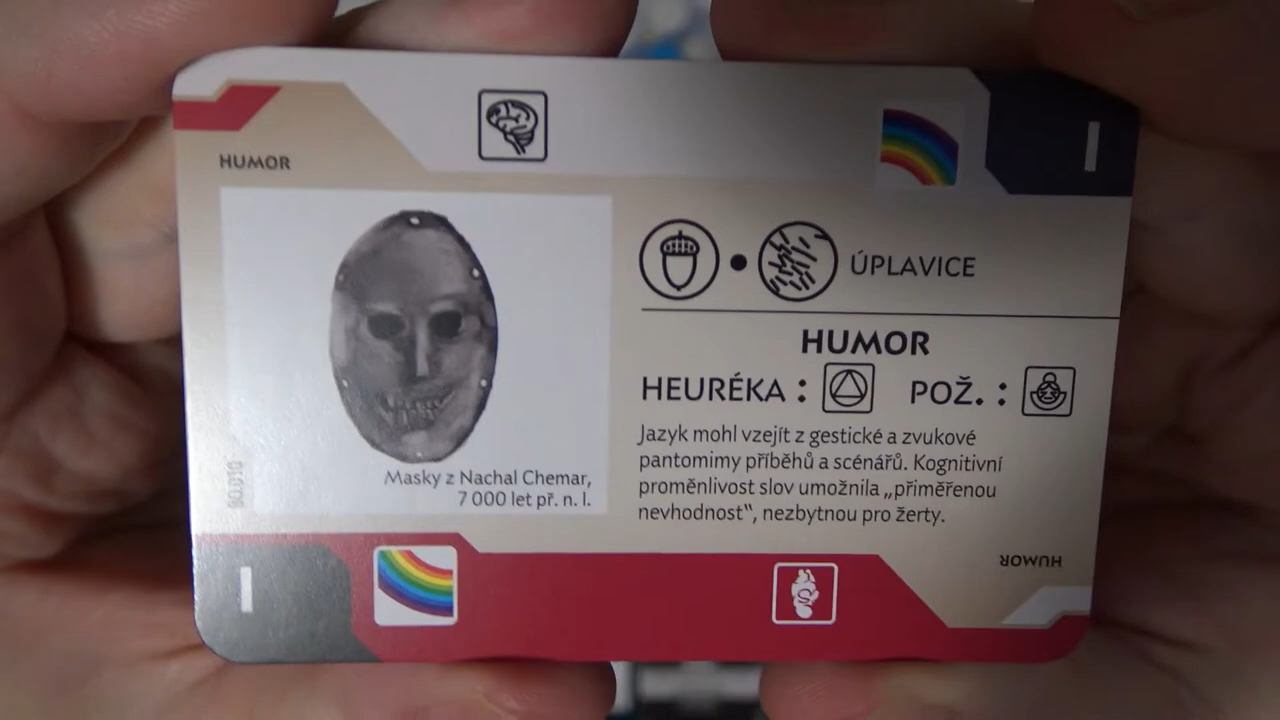 HUMOR
I
ÚPLAVICE
HUMOR
HEURÉKA : POŽ. :
Jazyk mohl vzejít z gestické a zvukové
pantomimy příběhů a scénářů. Kognitivní
proměnlivost slov umožnila „přiměřenou
nevhodnost“, nezbytnou pro žerty.
Masky z Nachal Chemar,
7 000 let př. n. l.
HUMOR
I